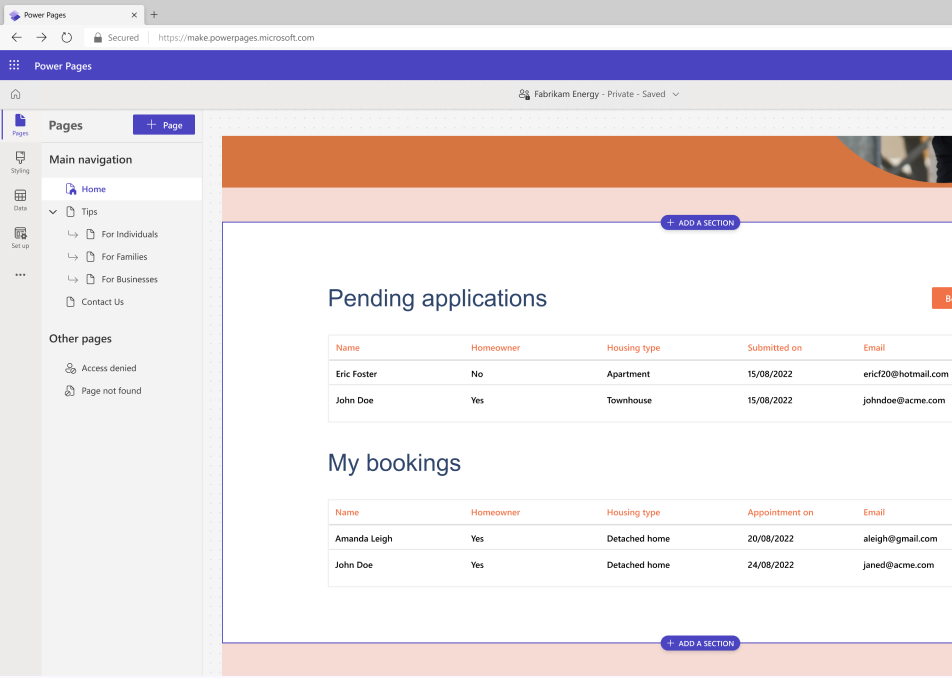 Power Pages
Secured
https://make.powerpages.microsoft.com
Power Pages
Fabrikam Energy - Private - Saved
Pages
Styling
Data
Set up
Pages
+ Page
Main navigation
Home
Tips
For Individuals
For Families
For Businesses
Contact Us
Other pages
Access denied
Page not found
+ ADD A SECTION
Pending applications
Name Homeowner Housing type Submitted on Email
Eric Foster No Apartment 15/08/2022 ericf20@hotmail.com
John Doe Yes Townhouse 15/08/2022 johndoe@acme.com
My bookings
Name Homeowner Housing type Appointment on Email
Amanda Leigh Yes Detached home 20/08/2022 aleigh@gmail.com
John Doe Yes Detached home 24/08/2022 janed@acme.com
+ ADD A SECTION